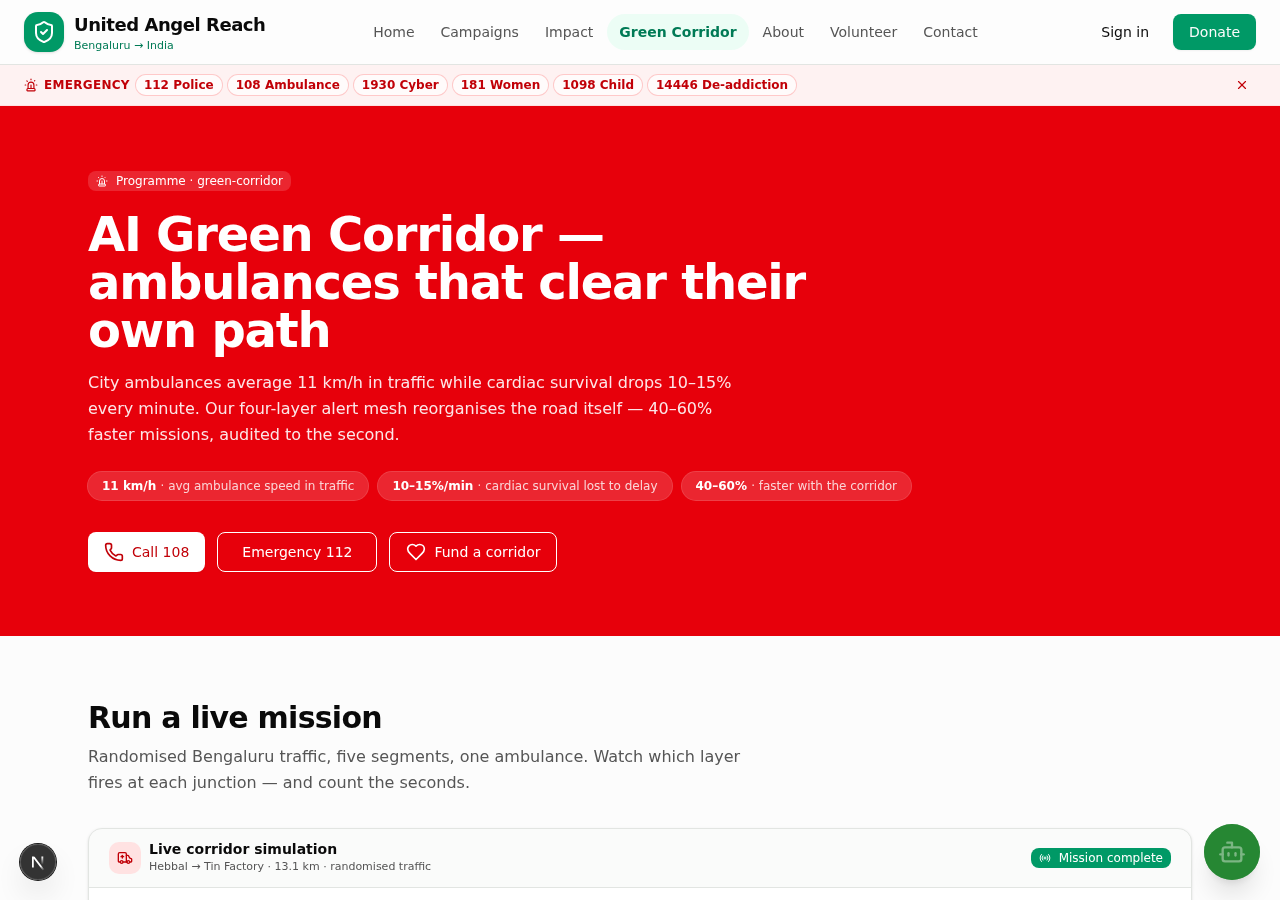 United Angel Reach
Bengaluru → India
Home
Campaigns
Impact
Green Corridor
About
Volunteer
Contact
Sign in
Donate
EMERGENCY
112 Police
108 Ambulance
1930 Cyber
181 Women
1098 Child
14446 De-addiction
×
Programme · green-corridor
AI Green Corridor —
ambulances that clear their
own path
City ambulances average 11 km/h in traffic while cardiac survival drops 10–15%
every minute. Our four-layer alert mesh reorganises the road itself — 40–60%
faster missions, audited to the second.
11 km/h · avg ambulance speed in traffic
10–15%/min · cardiac survival lost to delay
40–60% · faster with the corridor
Call 108
Emergency 112
Fund a corridor
Run a live mission
Randomised Bengaluru traffic, five segments, one ambulance. Watch which layer
fires at each junction — and count the seconds.
Live corridor simulation
Hebbal → Tin Factory · 13.1 km · randomised traffic
Mission complete
N